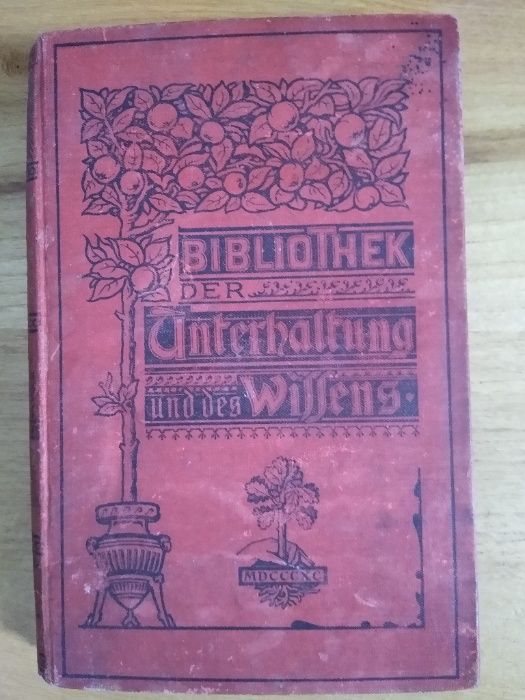 BIBLIOTHEK
DER
Unterhaltung
und des Wissens.
MDCCCXC